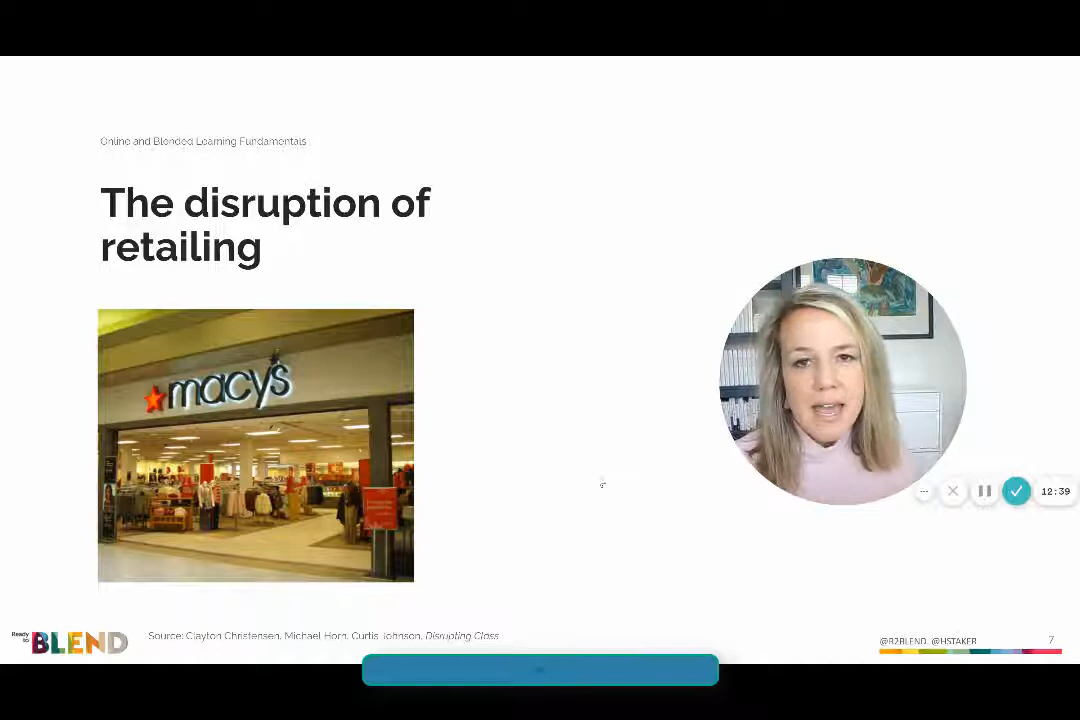 Online and Blended Learning Fundamentals
The disruption of
retailing
macy's
12:39
Ready
to
BLEND
Source: Clayton Christensen, Michael Horn, Curtis Johnson, Disrupting Class
@R2BLEND, @HSTAKER
7